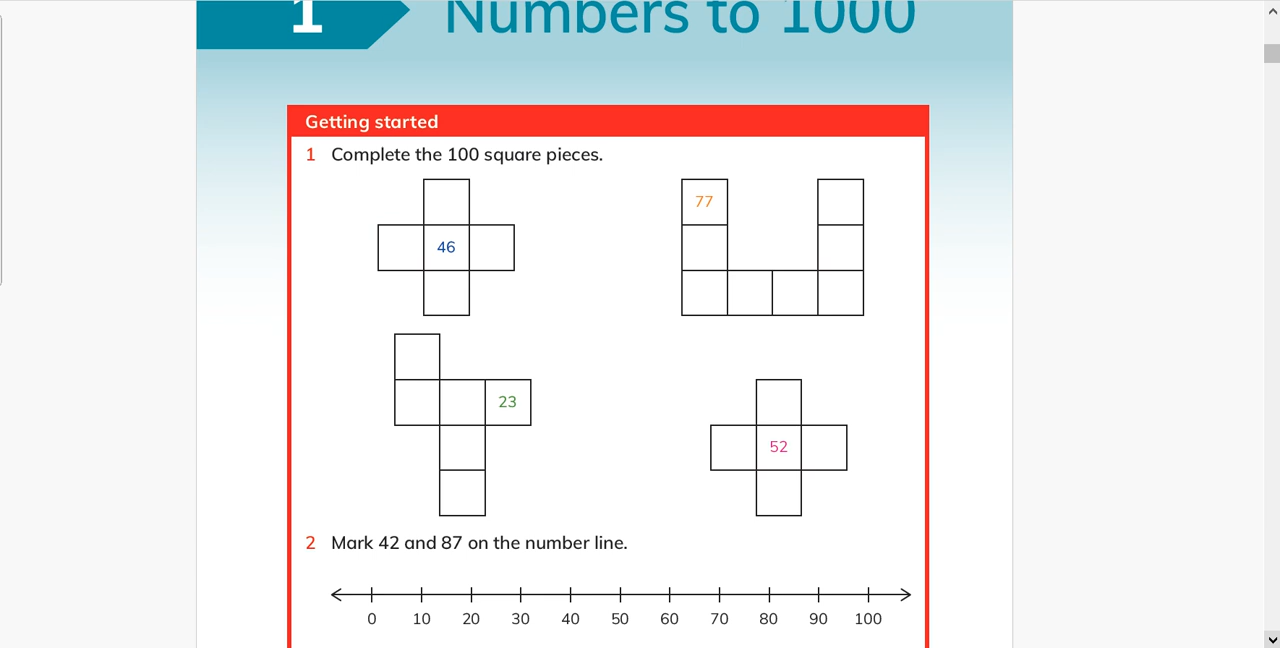 1 Numbers to 1000
Getting started
1 Complete the 100 square pieces.
77
46
23
52
2 Mark 42 and 87 on the number line.
0 10 20 30 40 50 60 70 80 90 100